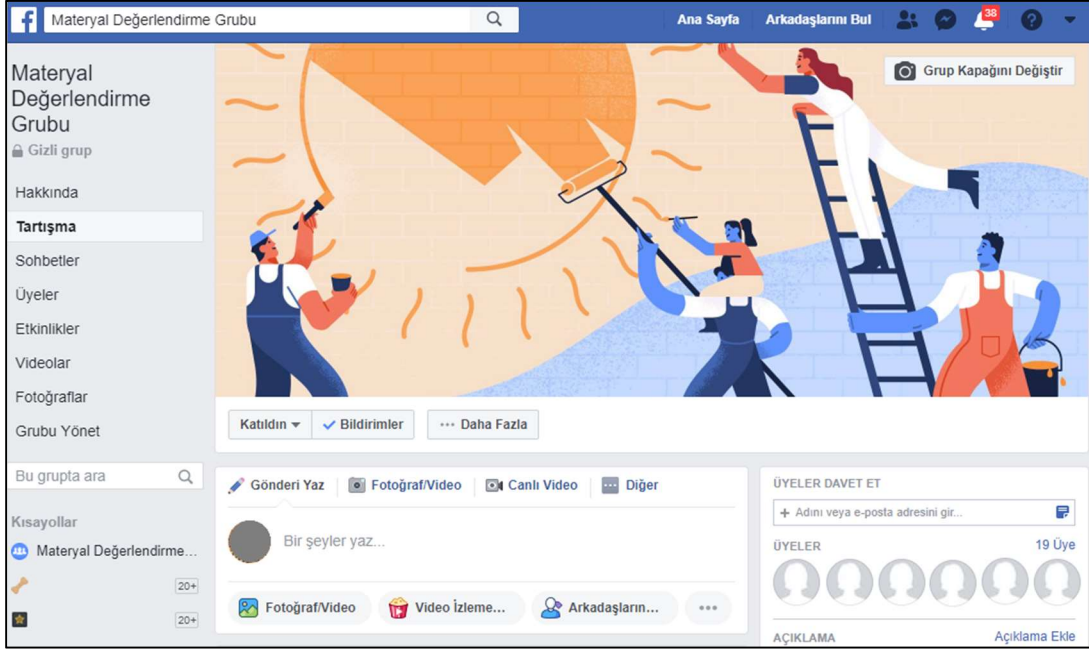 Materyal Değerlendirme Grubu
Ana Sayfa
Arkadaşlarını Bul
38
Materyal
Değerlendirme
Grubu
Gizli grup
Hakkında
Tartışma
Sohbetler
Üyeler
Etkinlikler
Videolar
Fotoğraflar
Grubu Yönet
Bu grupta ara
Kısayollar
Materyal Değerlendirme...
20+
20+
Grup Kapağını Değiştir
Katıldın
Bildirimler
Daha Fazla
Gönderi Yaz
Fotoğraf/Video
Canlı Video
Diğer
Bir şeyler yaz...
Fotoğraf/Video
Video İzleme...
Arkadaşların...
ÜYELER DAVET ET
+ Adını veya e-posta adresini gir...
ÜYELER
19 Üye
AÇIKLAMA
Açıklama Ekle